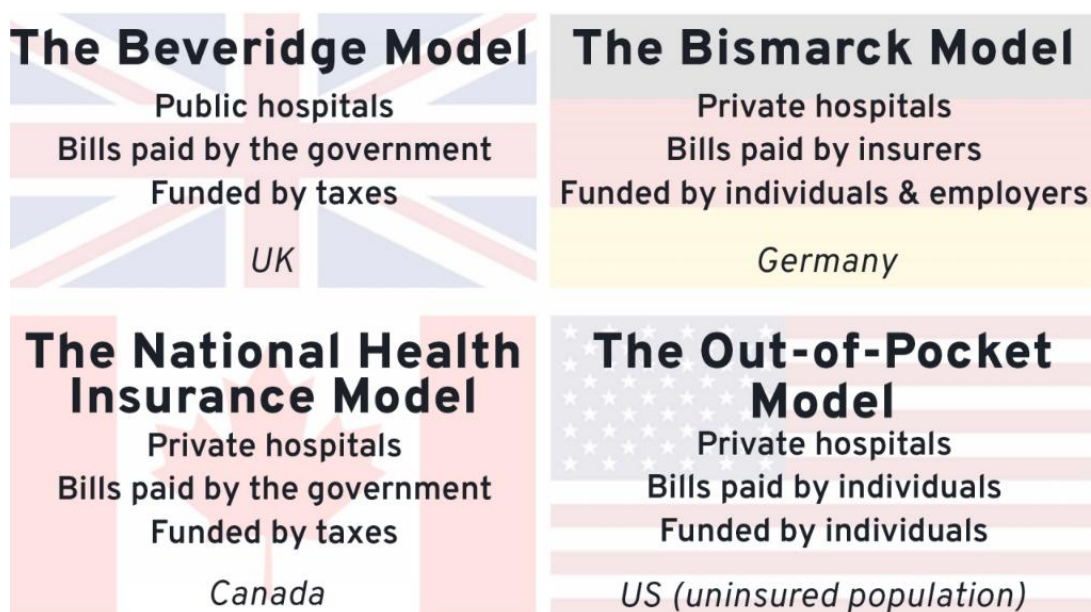 The Beveridge Model
Public hospitals
Bills paid by the government
Funded by taxes
UK
The Bismarck Model
Private hospitals
Bills paid by insurers
Funded by individuals & employers
Germany
The National Health
Insurance Model
Private hospitals
Bills paid by the government
Funded by taxes
Canada
The Out-of-Pocket
Model
Private hospitals
Bills paid by individuals
Funded by individuals
US (uninsured population)